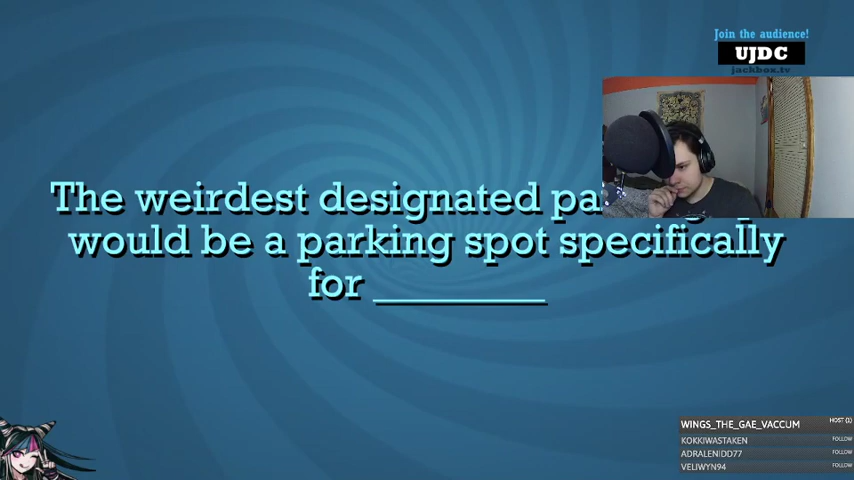 Join the audience!
UJDC
jackbox.tv
The weirdest designated
would be a parking spot specifically
for ________
WINGS_THE_GAE_VACCUM HOST (1)
KOKKIWASTAKEN FOLLOW
ADRALENIDD77 FOLLOW
VELIWYN94 FOLLOW